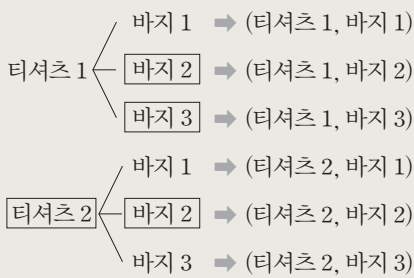 바지 1 ➡ (티셔츠 1, 바지 1)
티셔츠 1 바지 2 ➡ (티셔츠 1, 바지 2)
바지 3 ➡ (티셔츠 1, 바지 3)
바지 1 ➡ (티셔츠 2, 바지 1)
티셔츠 2 바지 2 ➡ (티셔츠 2, 바지 2)
바지 3 ➡ (티셔츠 2, 바지 3)